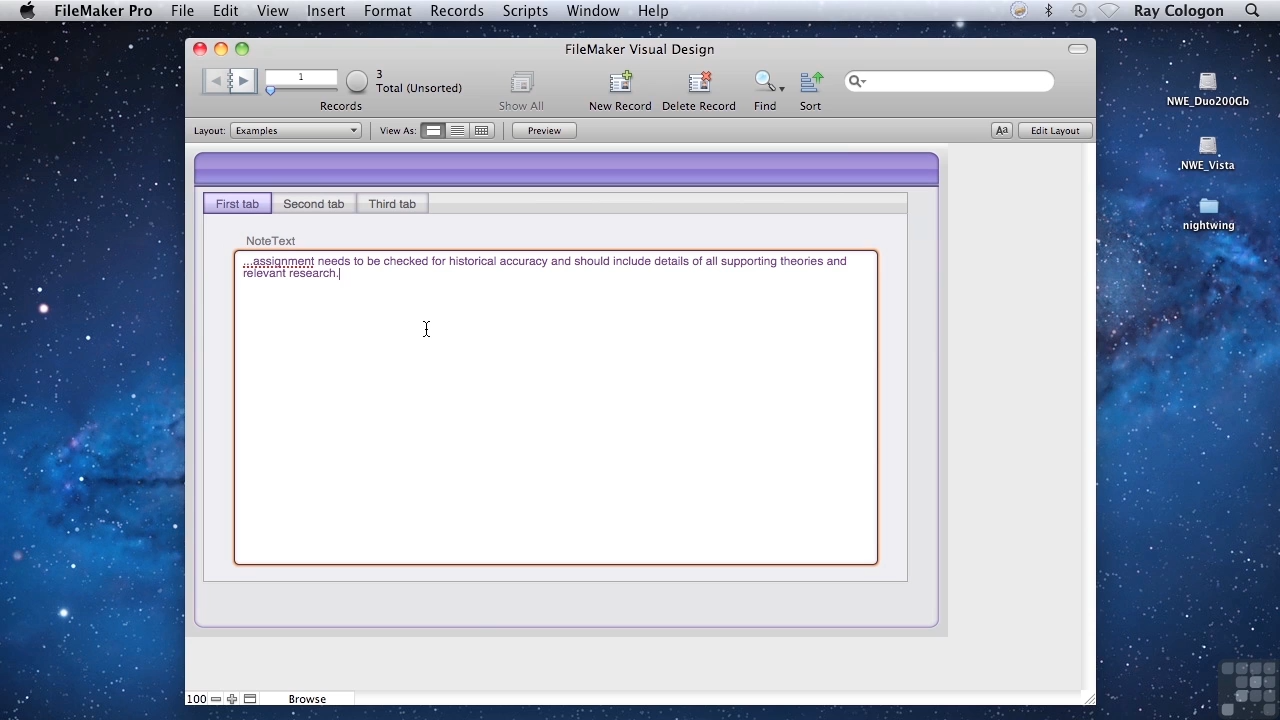 FileMaker Pro File Edit View Insert Format Records Scripts Window Help Ray Cologon
FileMaker Visual Design
1
3
Total (Unsorted)
Records Show All New Record Delete Record Find Sort
Layout: Examples View As: Preview Aa Edit Layout
NWE_Duo200Gb
NWE_Vista
nightwing
First tab Second tab Third tab
NoteText
...assignment needs to be checked for historical accuracy and should include details of all supporting theories and
relevant research.
100 Browse